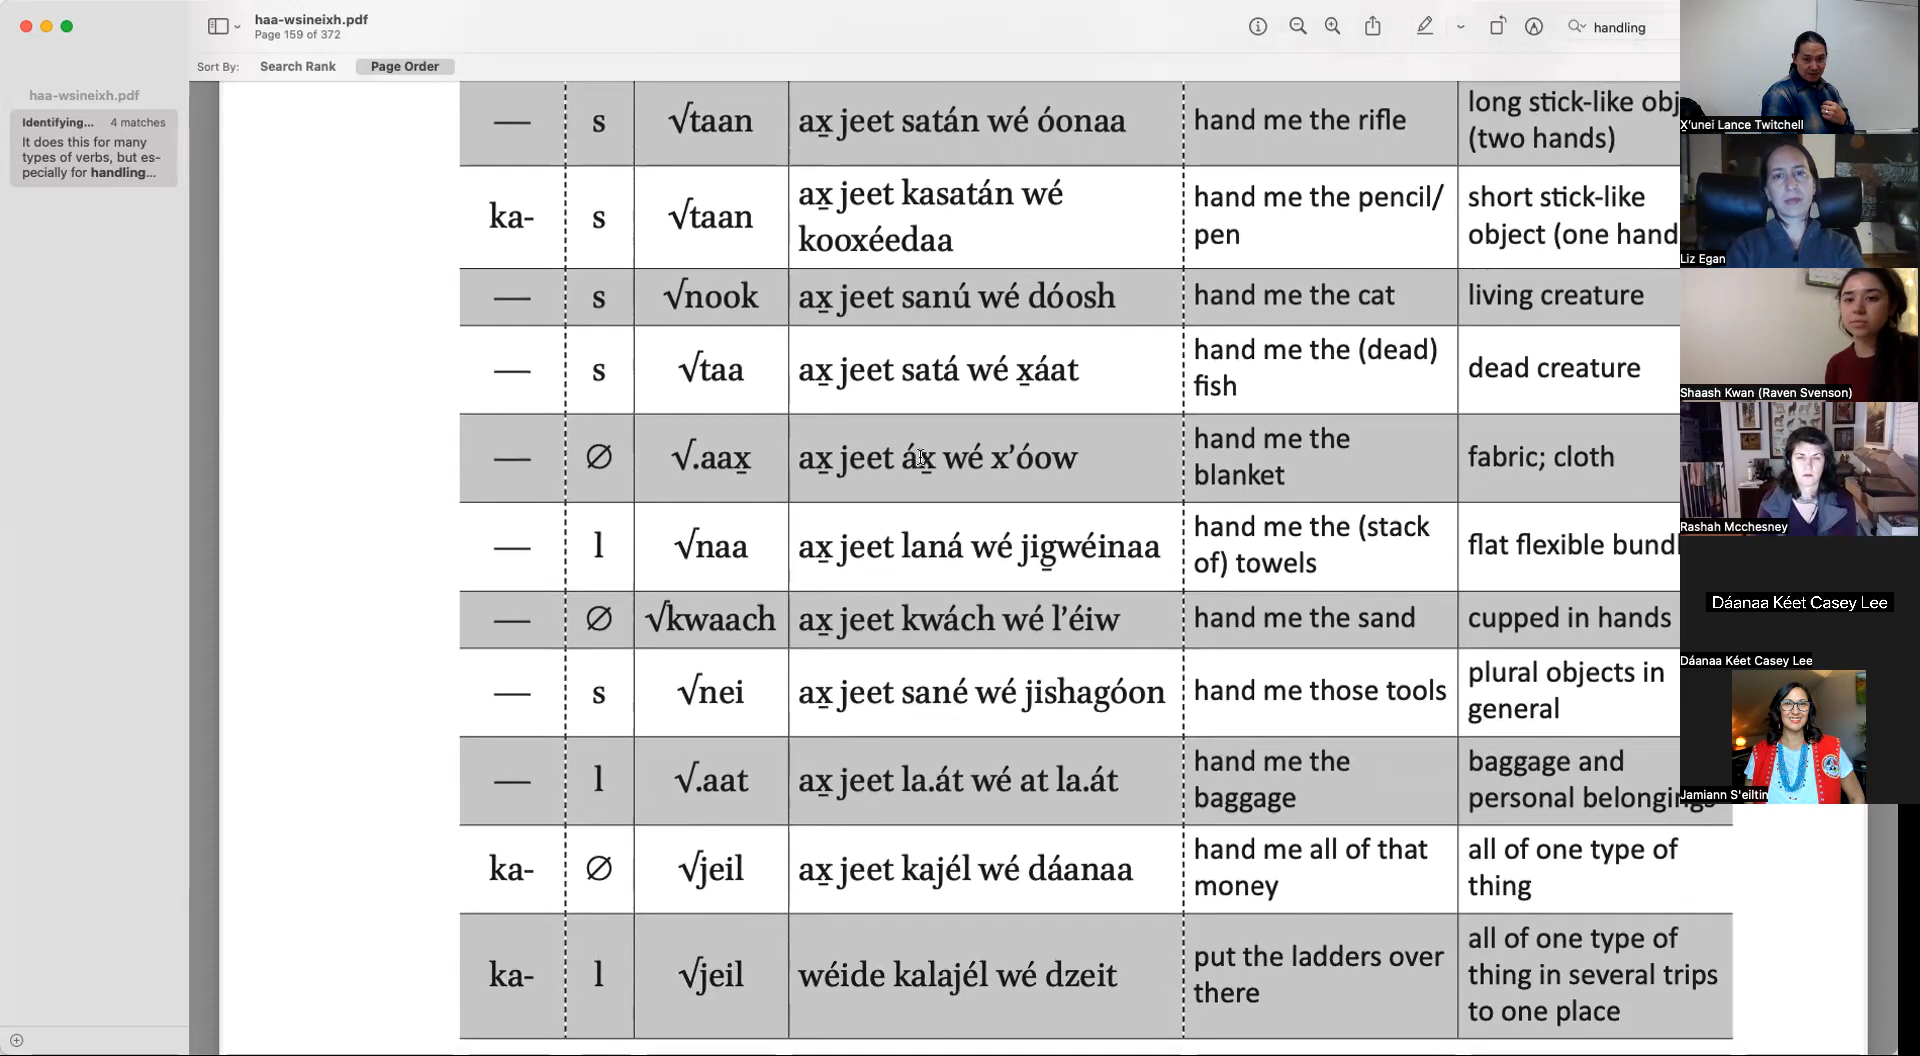 haa-wsineixh.pdf
Page 159 of 372
handling
Sort By: Search Rank Page Order
haa-wsineixh.pdf
Identifying... 4 matches
It does this for many
types of verbs, but es-
pecially for handling...
— s √taan ax̱ jeet satán wé óonaa hand me the rifle long stick-like obj
(two hands)
ka- s √taan ax̱ jeet kasatán wé
kooxéedaa
hand me the pencil/
pen
short stick-like
object (one hand
— s √nook ax̱ jeet sanú wé dóosh hand me the cat living creature
— s √taa ax̱ jeet satá wé x̱áat hand me the (dead)
fish
dead creature
— ∅ √.aax̱ ax̱ jeet áx̱ wé x’óow hand me the
blanket
fabric; cloth
— l √naa ax̱ jeet laná wé jig̱wéinaa hand me the (stack
of) towels
flat flexible bundl
— ∅ √kwaach ax̱ jeet kwách wé l’éiw hand me the sand cupped in hands
— s √nei ax̱ jeet sané wé jishagóon hand me those tools plural objects in
general
— l √.aat ax̱ jeet la.át wé at la.át hand me the
baggage
baggage and
personal belongings
ka- ∅ √jeil ax̱ jeet kajél wé dáanaa hand me all of that
money
all of one type of
thing
ka- l √jeil wéide kalajél wé dzeit put the ladders over
there
all of one type of
thing in several trips
to one place
X̱'unei Lance Twitchell
Liz Egan
Shaash Kwan (Raven Svenson)
Rashah Mcchesney
Dáanaa Kéet Casey Lee
Dáanaa Kéet Casey Lee
Jamiann S'eiltin